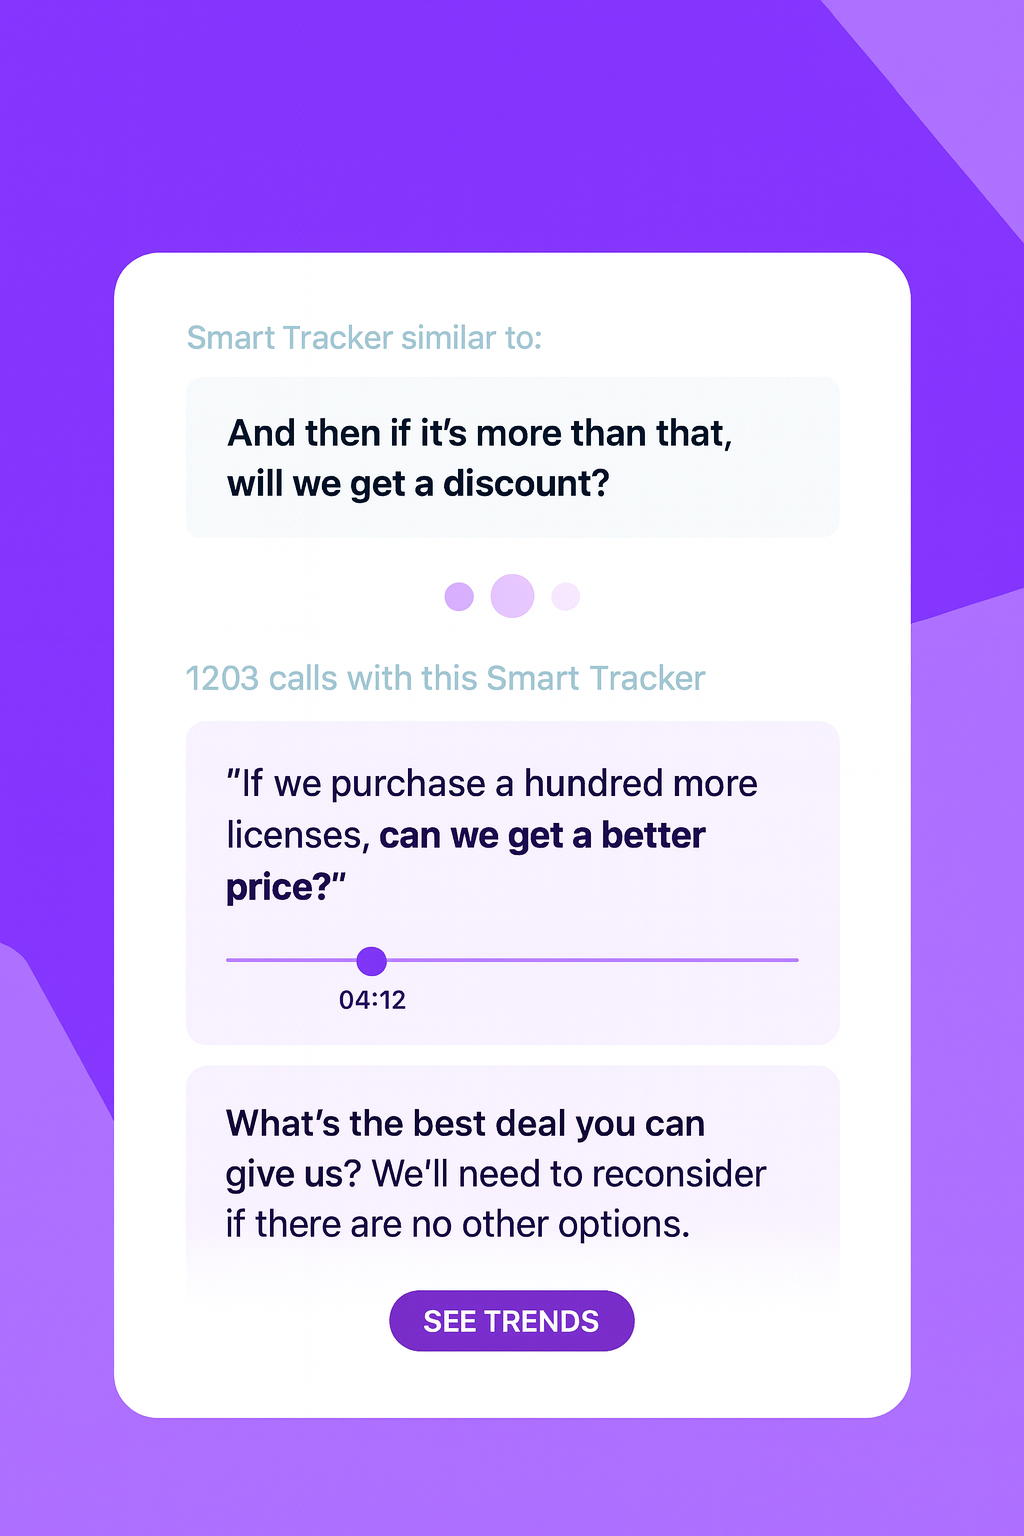 Smart Tracker similar to:
And then if it’s more than that,
will we get a discount?
1203 calls with this Smart Tracker
"If we purchase a hundred more
licenses, can we get a better
price?"
04:12
What’s the best deal you can
give us? We'll need to reconsider
if there are no other options.
SEE TRENDS